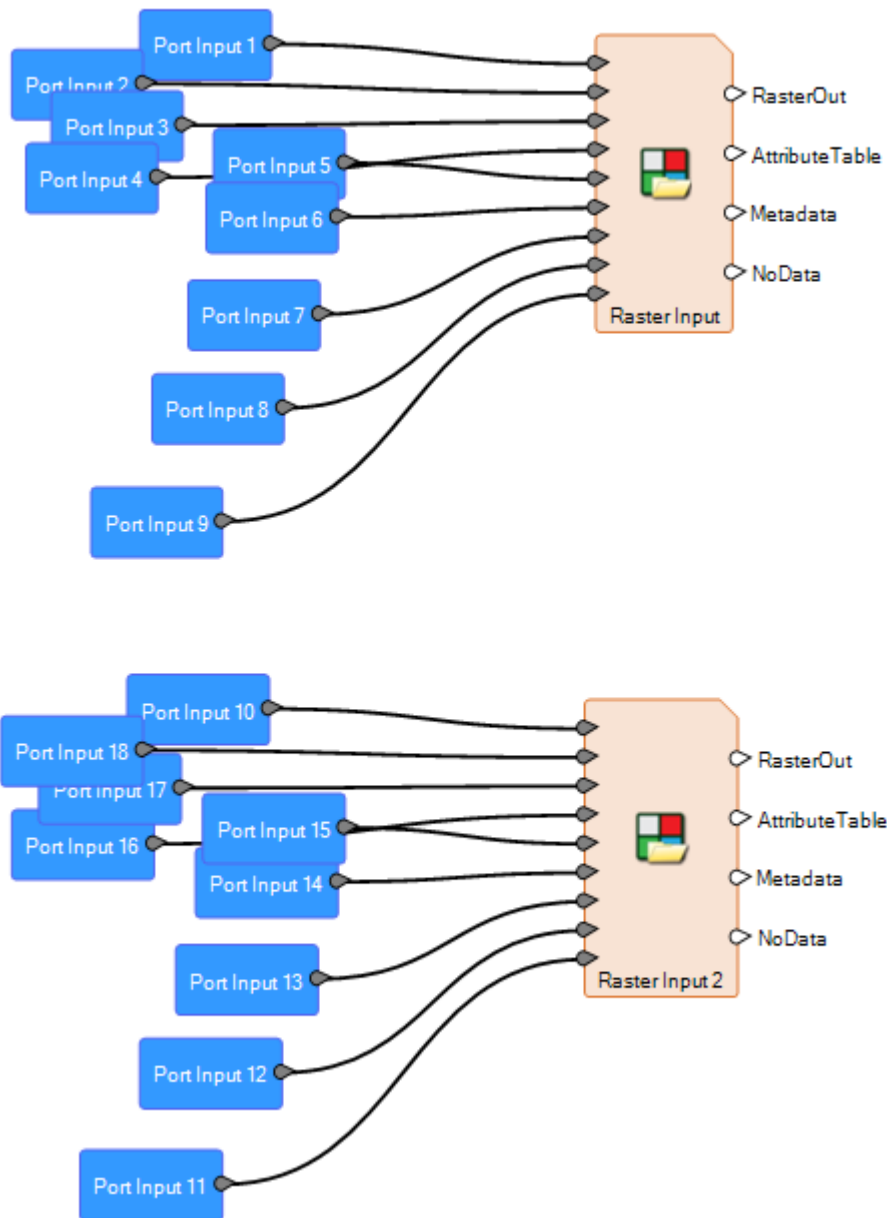 Port Input 1
Port Input 2
Port Input 3
Port Input 4
Port Input 5
Port Input 6
Port Input 7
Port Input 8
Port Input 9
RasterOut
AttributeTable
Metadata
NoData
Raster Input
Port Input 10
Port Input 18
Port Input 17
Port Input 16
Port Input 15
Port Input 14
Port Input 13
Port Input 12
Port Input 11
RasterOut
AttributeTable
Metadata
NoData
Raster Input 2